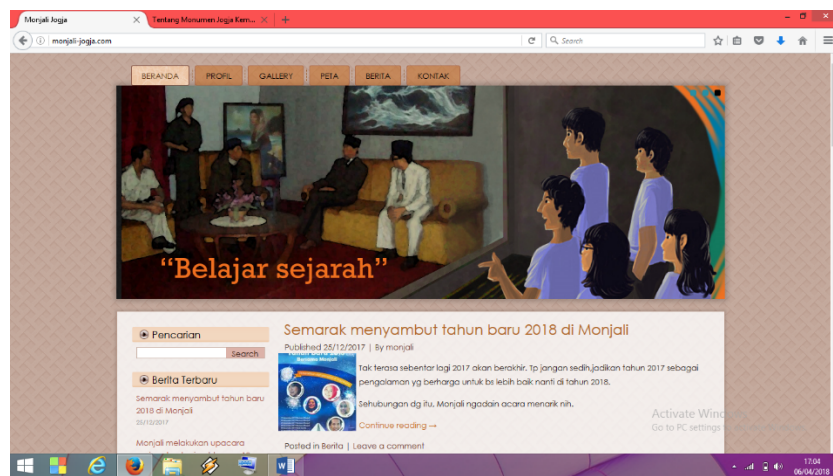 Monjali Jogja
Tentang Monumen Jogja Kem...
monjali-jogja.com
Search
BERANDA PROFIL GALLERY PETA BERITA KONTAK
“Belajar sejarah”
Pencarian
Search
Berita Terbaru
Semarak menyambut tahun baru
2018 di Monjali
25/12/2017
Monjali melakukan upacara
Semarak menyambut tahun baru 2018 di Monjali
Published 25/12/2017 | By monjali
Tak terasa sebentar lagi 2017 akan berakhir. Tp jangan sedih,jadikan tahun 2017 sebagai
pengalaman yg berharga untuk bs lebih baik nanti di tahun 2018.
Sehubungan dg itu, Monjali ngadain acara menarik nih.
Continue reading →
Posted in Berita | Leave a comment
Activate Wind
Go to PC settings
17:04
06/04/2018